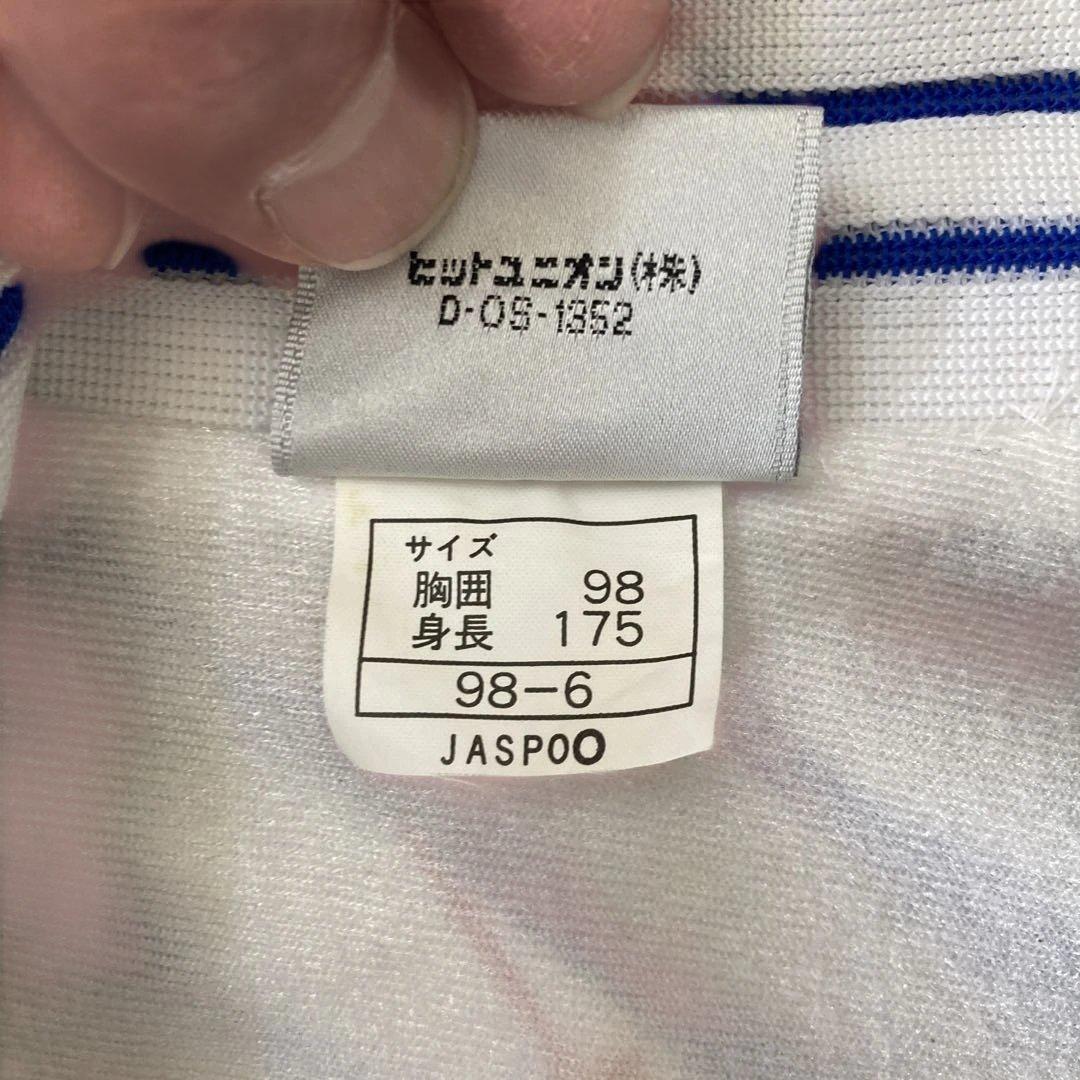 ヒットユニオン(株)
D-OS-1352
サイズ
胸囲 98
身長 175
98-6
JASPOO